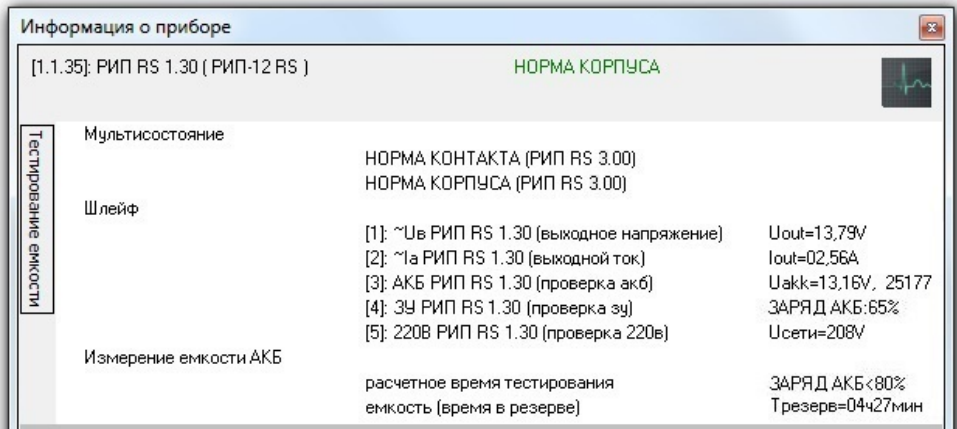 Информация о приборе
[1.1.35]: РИП RS 1.30 ( РИП-12 RS ) НОРМА КОРПУСА
Тестирование емкости
Мультисостояние
НОРМА КОНТАКТА (РИП RS 3.00)
НОРМА КОРПУСА (РИП RS 3.00)
Шлейф
[1]: ~Uв РИП RS 1.30 (выходное напряжение) Uout=13,79V
[2]: ~Iа РИП RS 1.30 (выходной ток) Iout=02,56A
[3]: АКБ РИП RS 1.30 (проверка акб) Uakk=13,16V, 25177
[4]: ЗУ РИП RS 1.30 (проверка зу) ЗАРЯД АКБ:65%
[5]: 220В РИП RS 1.30 (проверка 220в) Uсети=208V
Измерение емкости АКБ
расчетное время тестирования ЗАРЯД АКБ<80%
емкость (время в резерве) Tрезерв=04ч27мин